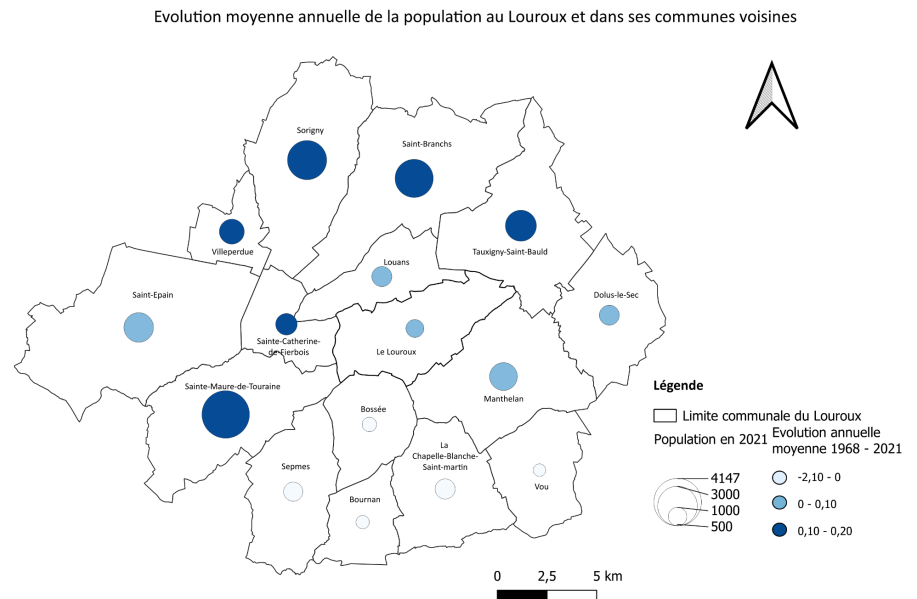 Evolution moyenne annuelle de la population au Louroux et dans ses communes voisines
Sorigny
Saint-Branchs
Villeperdue
Tauxigny-Saint-Bauld
Louans
Saint-Epain
Dolus-le-Sec
Sainte-Catherine-
de-Fierbois
Le Louroux
Sainte-Maure-de-Touraine
Manthelan
Bossée
La
Chapelle-Blanche-
Saint-martin
Sepmes
Vou
Bournan
Légende
Limite communale du Louroux
Population en 2021
4147
3000
1000
500
Evolution annuelle
moyenne 1968 - 2021
-2,10 - 0
0 - 0,10
0,10 - 0,20
0 2,5 5 km